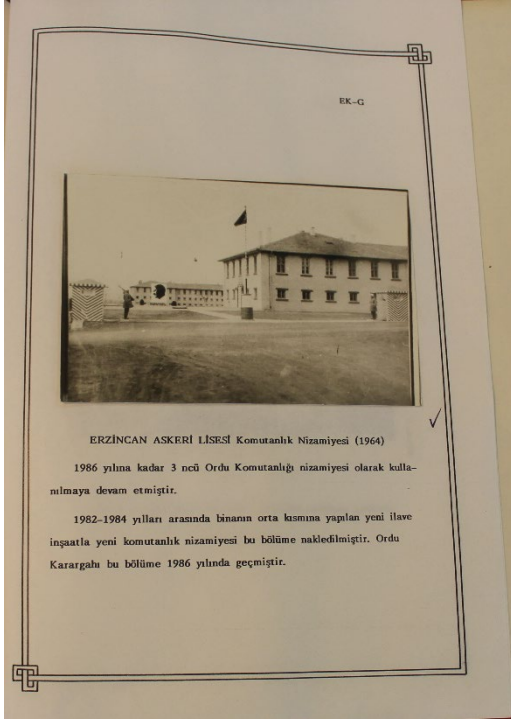 EK-G
ERZİNCAN ASKERİ LİSESİ Komutanlık Nizamiyesi (1964)
1986 yılına kadar 3 ncü Ordu Komutanlığı nizamiyesi olarak kulla-
nılmaya devam etmiştir.
1982-1984 yılları arasında binanın orta kısmına yapılan yeni ilave
inşaatla yeni komutanlık nizamiyesi bu bölüme nakledilmiştir. Ordu
Karargahı bu bölüme 1986 yılında geçmiştir.